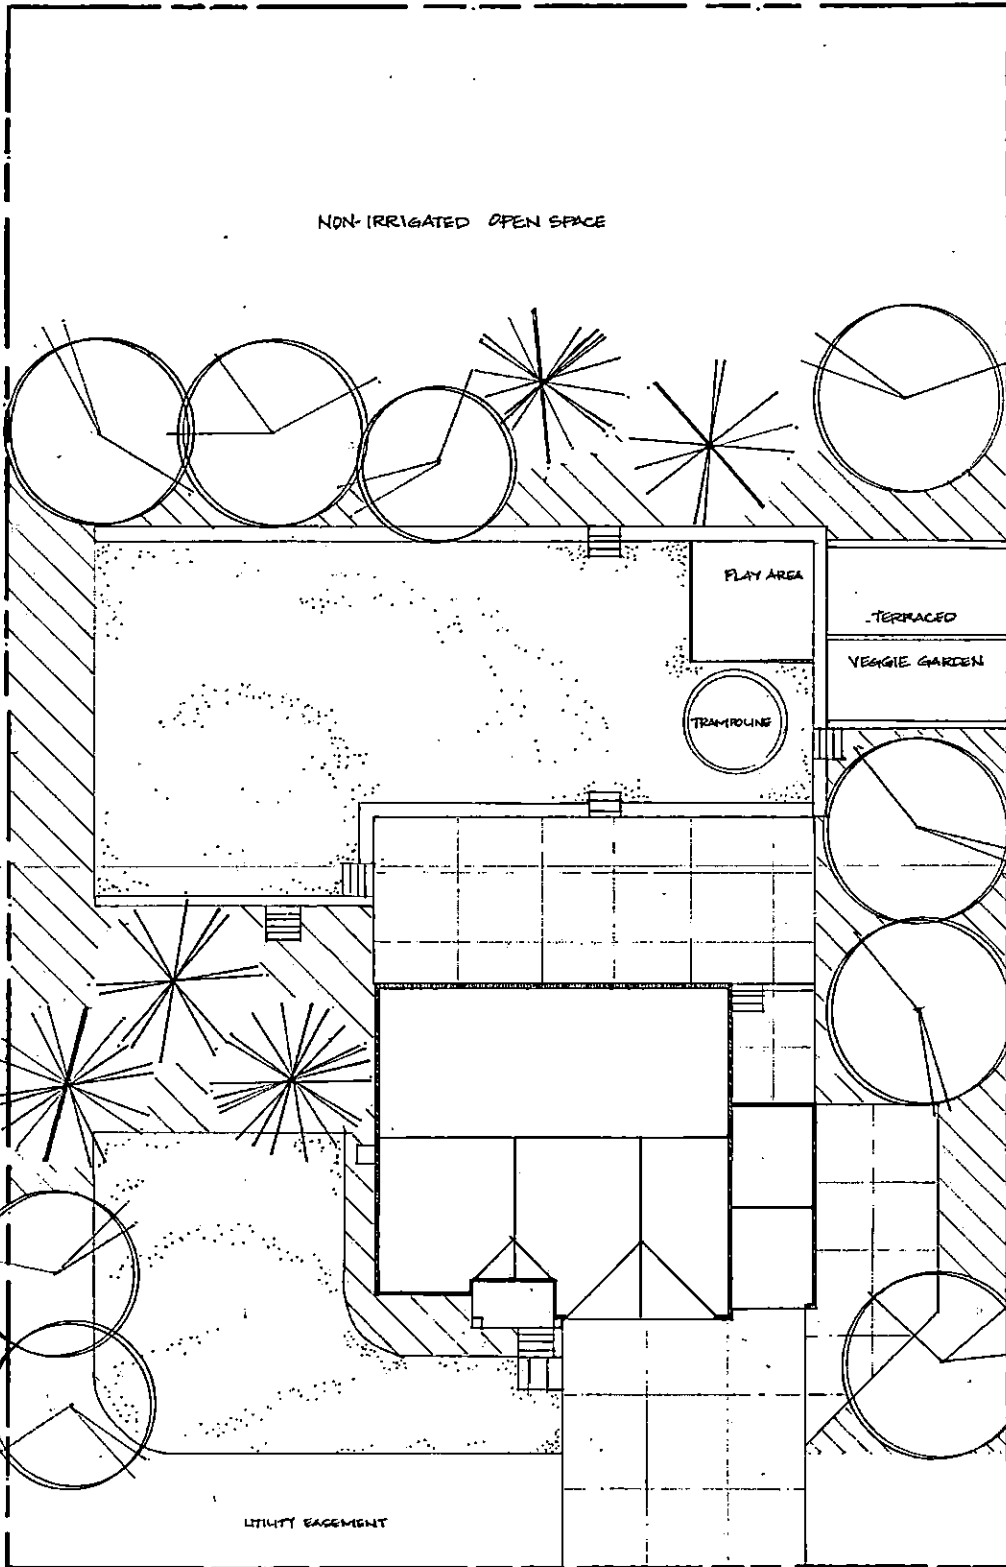 NON-IRRIGATED OPEN SPACE
PLAY AREA
TERRACED
VEGGIE GARDEN
TRAMPOLINE
UTILITY EASEMENT